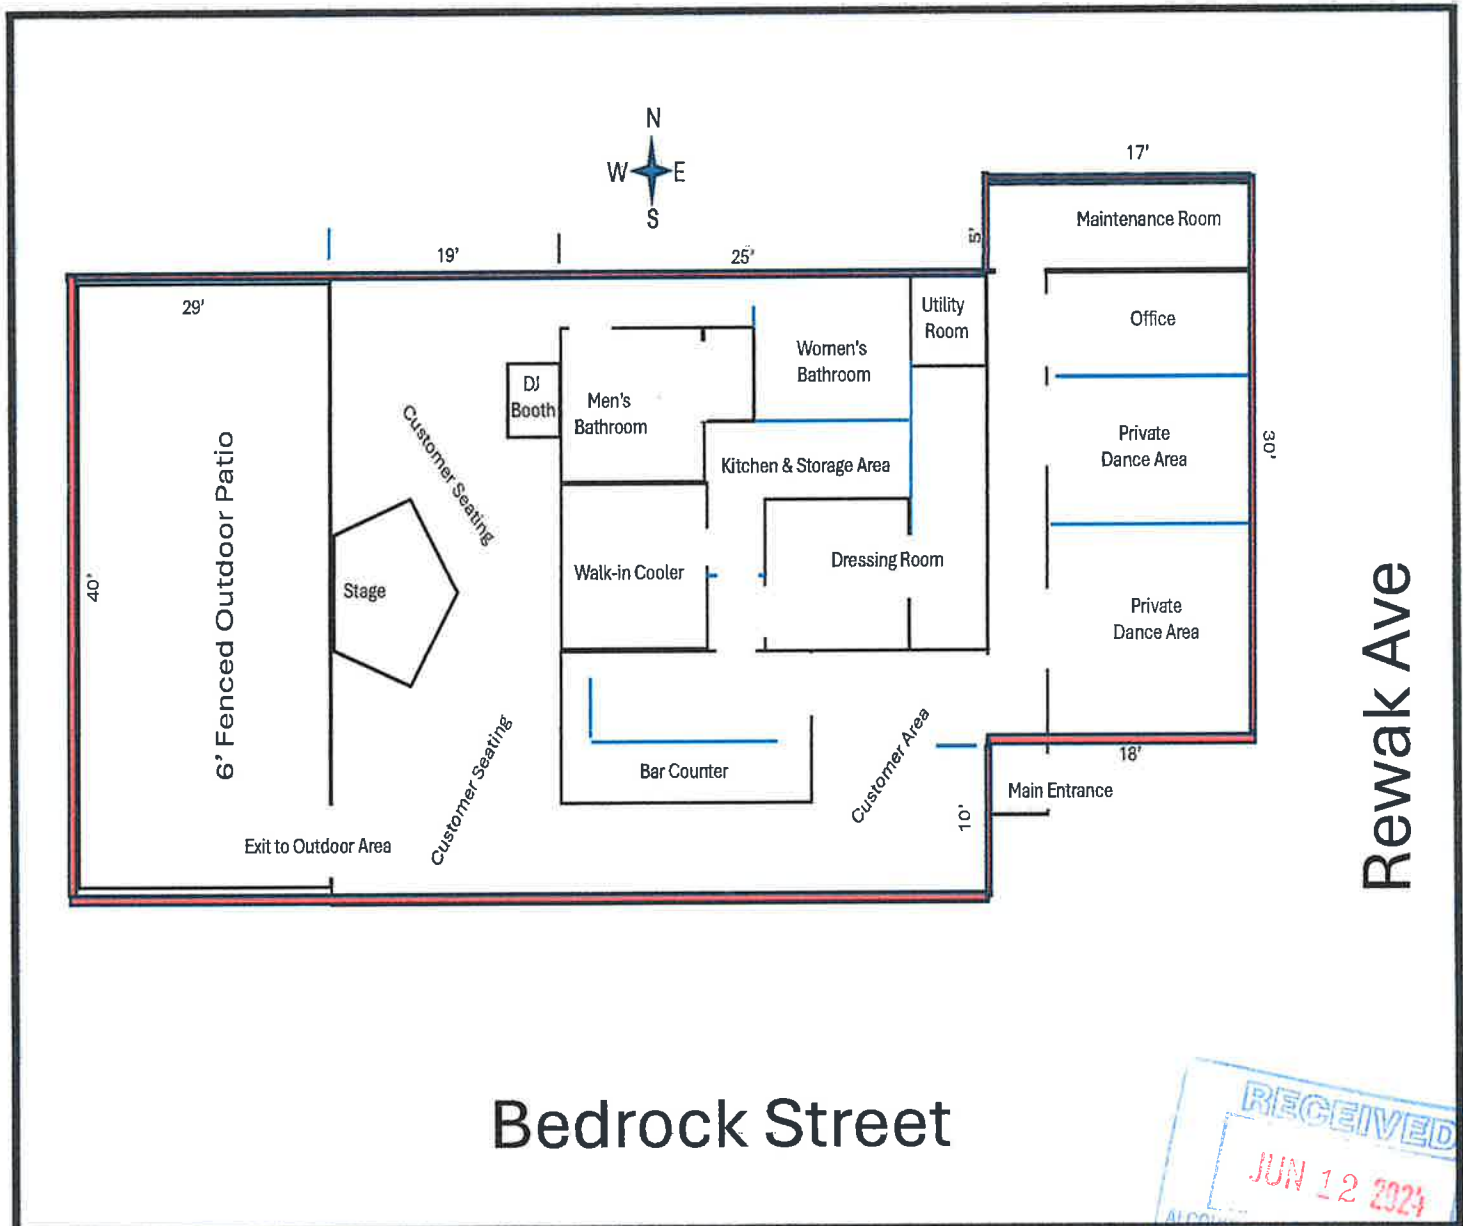 N
W E
S
17'
Maintenance Room
5'
19'
25'
29'
Utility
Room
Office
Women's
Bathroom
DJ
Booth
Men's
Bathroom
Customer Seating
Private
Dance Area
30'
Kitchen & Storage Area
6' Fenced Outdoor Patio
40'
Stage
Walk-in Cooler
Dressing Room
Private
Dance Area
Rewak Ave
Customer Seating
Customer Area
Bar Counter
18'
Main Entrance
10'
Exit to Outdoor Area
Bedrock Street
RECEIVED
JUN 12 2024